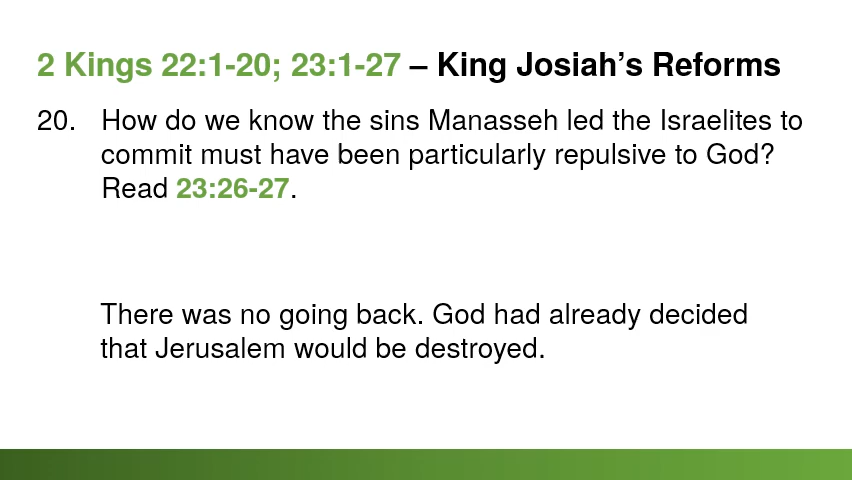 2 Kings 22:1-20; 23:1-27 – King Josiah’s Reforms
20. How do we know the sins Manasseh led the Israelites to
commit must have been particularly repulsive to God?
Read 23:26-27.
There was no going back. God had already decided
that Jerusalem would be destroyed.